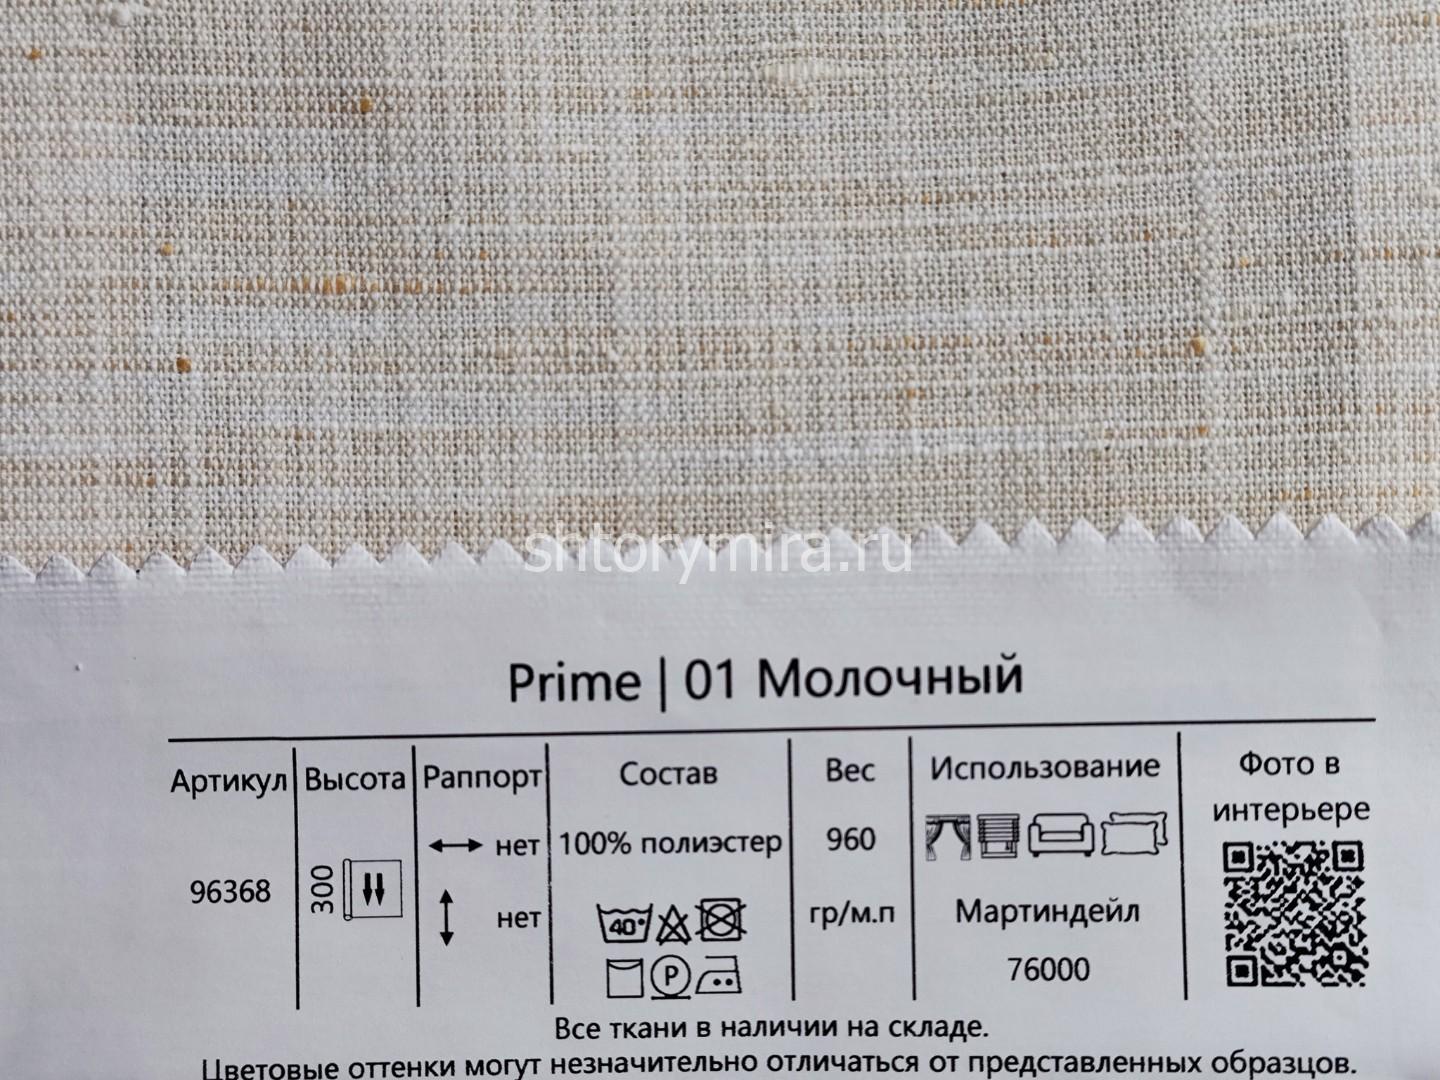 shtorymira.ru
Prime | 01 Молочный
Артикул
96368
Высота
300
Раппорт
нет
нет
Состав
100% полиэстер
40°
P
Вес
960
гр/м.п
Использование
Мартиндейл
76000
Фото в
интерьере
Все ткани в наличии на складе.
Цветовые оттенки могут незначительно отличаться от представленных образцов.